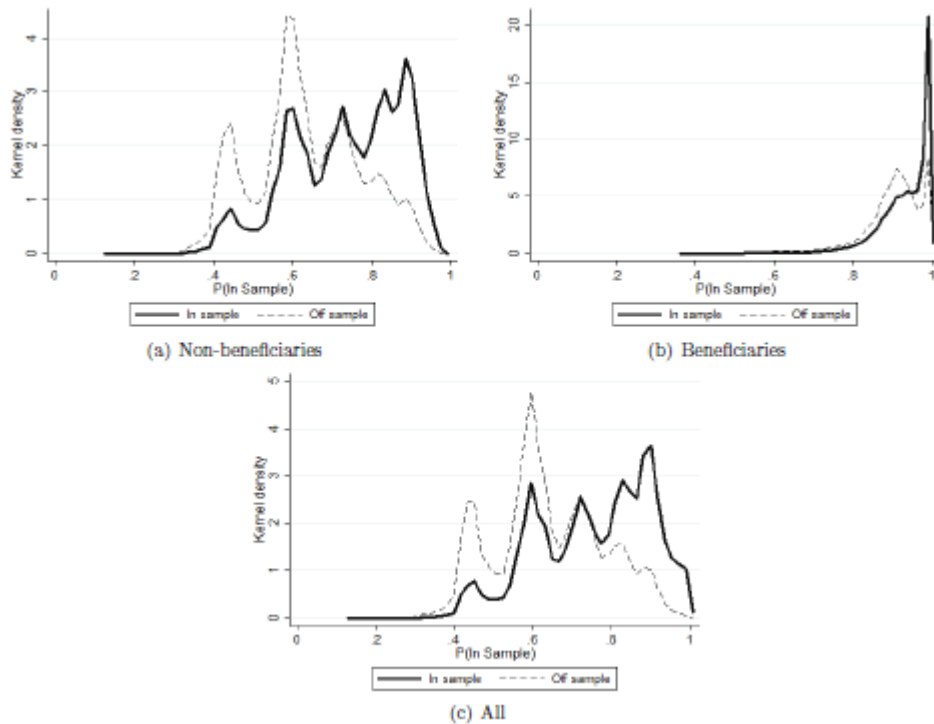 4
3
2
1
0
Kernel density
0 .2 .4 .6 .8 1
P(In Sample)
In sample Off sample
(a) Non-beneficiaries
20
15
10
5
0
Kernel density
0 .2 .4 .6 .8 1
P(In Sample)
In sample Off sample
(b) Beneficiaries
5
4
3
2
1
0
Kernel density
0 .2 .4 .6 .8 1
P(In Sample)
In sample Off sample
(c) All